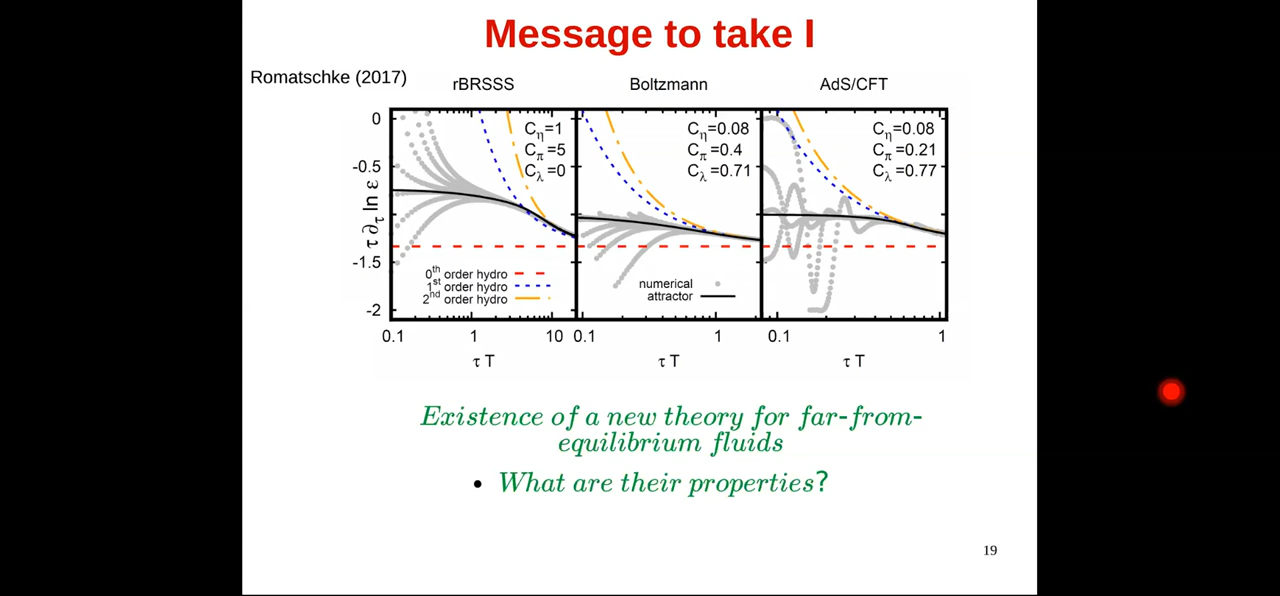 Message to take I
Romatschke (2017)
rBRSSS
Boltzmann
AdS/CFT
τ ∂τ ln ε
0
-0.5
-1.5
-2
Cη=1
Cπ=5
Cλ=0
Cη=0.08
Cπ=0.4
Cλ=0.71
Cη=0.08
Cπ=0.21
Cλ=0.77
0th order hydro
1st order hydro
2nd order hydro
numerical
attractor
0.1 1 10 0.1 1 0.1 1
τ T τ T τ T
Existence of a new theory for far-from-
equilibrium fluids
• What are their properties?
19